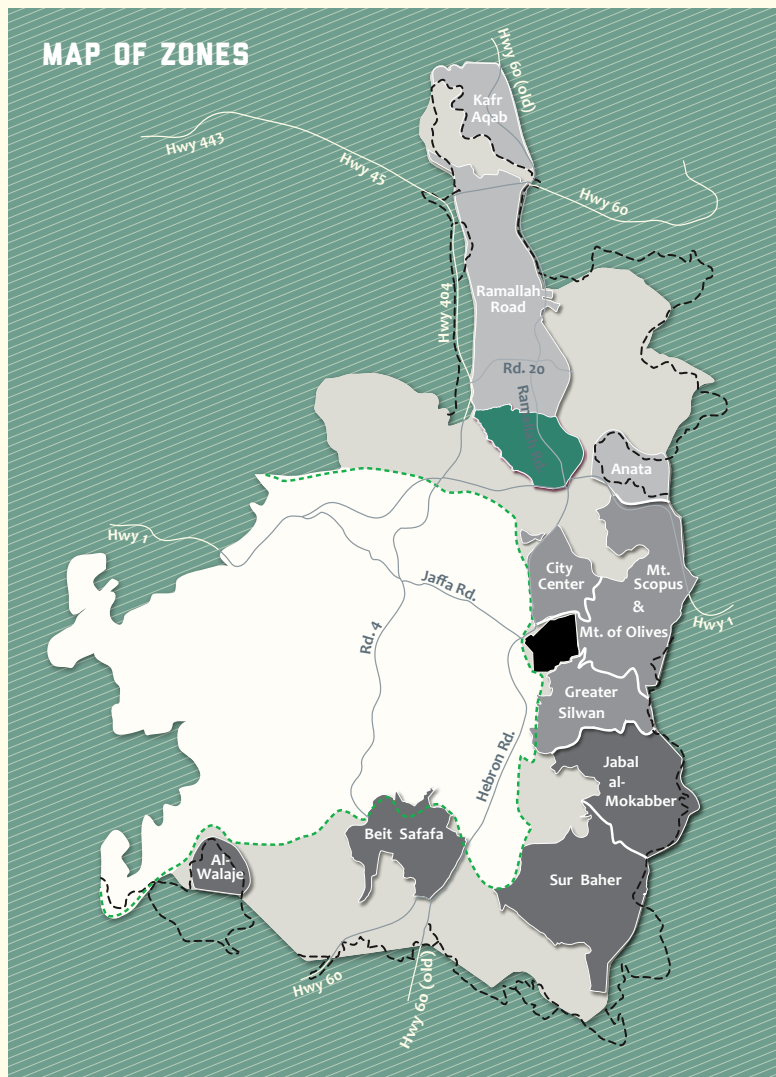 MAP OF ZONES
Hwy 60 (old)
Kafr
Aqab
Hwy 443
Hwy 45
Hwy 60
Ramallah
Road
Hwy 404
Rd. 20
Anata
Hwy 1
City
Center
Mt.
Scopus
&
Mt. of Olives
Jaffa Rd.
Hwy 1
Rd. 4
Greater
Silwan
Hebron Rd.
Jabal
al-
Mokabber
Beit Safafa
Al-
Walaje
Sur Baher
Hwy 60
Hwy 60 (old)